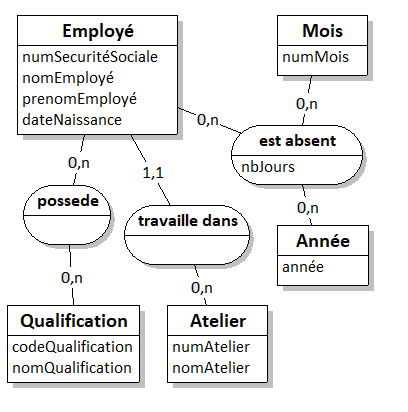 Employé
numSecuritéSociale
nomEmployé
prenomEmployé
dateNaissance
Mois
numMois
0,n
0,n
est absent
nbJours
0,n
1,1
possede
travaille dans
0,n
Année
année
0,n
0,n
Qualification
codeQualification
nomQualification
Atelier
numAtelier
nomAtelier